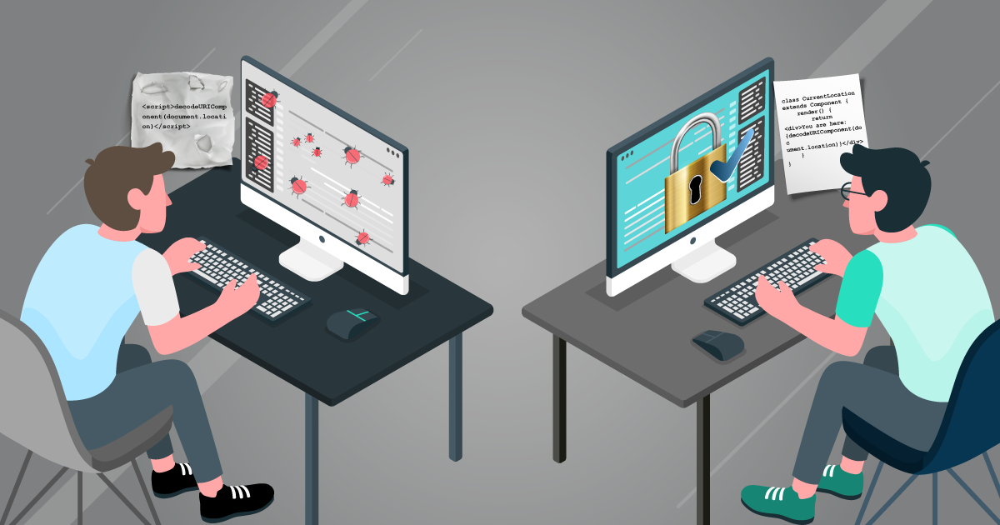 <script>decodeURIComp
onent(document.locati
on)</script>
class CurrentLocation
extends Component {
render() {
return
<div>You are here:
{decodeURIComponent(do
c
ument.location)}</div>
}
}